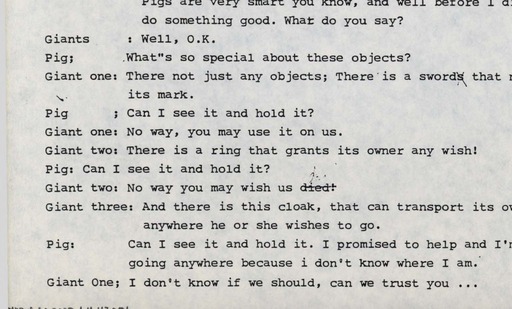 Pigs are very smart you know, and well before I
do something good. What do you say?
Giants : Well, O.K.
Pig; .What"s so special about these objects?
Giant one: There not just any objects; There is a swords that
its mark.
Pig ; Can I see it and hold it?
Giant one: No way, you may use it on us.
Giant two: There is a ring that grants its owner any wish!
Pig: Can I see it and hold it?
Giant two: No way you may wish us died!
Giant three: And there is this cloak, that can transport its
anywhere he or she wishes to go.
Pig: Can I see it and hold it. I promised to help and
going anywhere because i don't know where I am.
Giant One; I don't know if we should, can we trust you ...